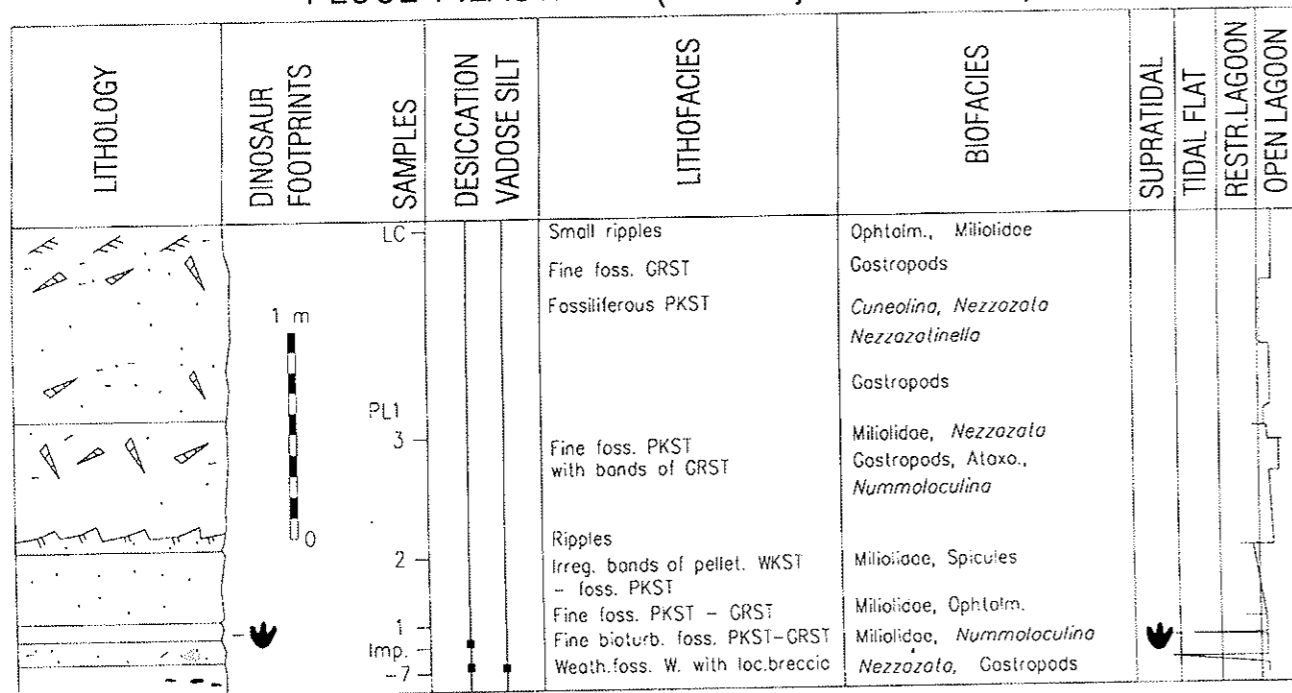 LITHOLOGY
DINOSAUR
FOOTPRINTS
SAMPLES
DESICCATION
VADOSE SILT
LITHOFACIES
BIOFACIES
SUPRATIDAL
TIDAL FLAT
RESTR.LAGOON
OPEN LAGOON
LC
Small ripples
Ophtalm., Miliolidae
Fine foss. GRST
Gastropods
1 m
Fossiliferous PKST
Cuneolina, Nezzazata
Nezzazatinella
Gastropods
PL1
3
Fine foss. PKST
with bands of GRST
Miliolidae, Nezzazata
Gastropods, Ataxo.,
Nummoloculina
0
Ripples
2
Irreg. bands of pellet. WKST
- foss. PKST
Miliolidae, Spicules
Fine foss. PKST - GRST
Miliolidae, Ophtalm.
1
Fine bioturb. foss. PKST-GRST
Miliolidae, Nummoloculina
Imp.
-7
Weath.foss. W. with loc.breccia
Nezzazata, Gastropods